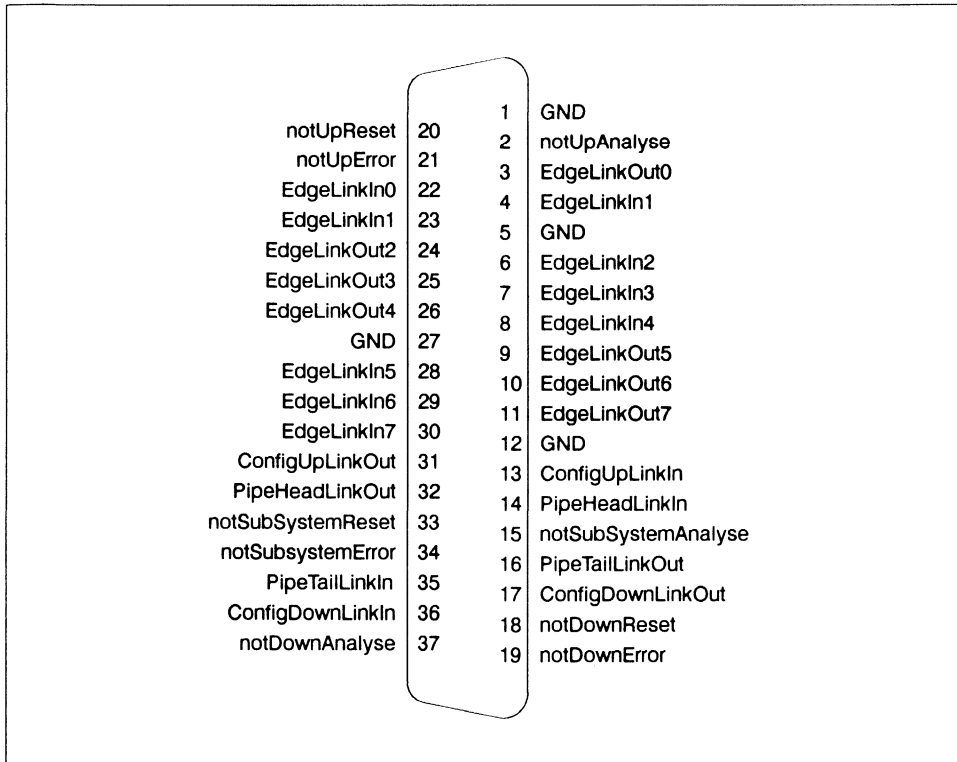 1 GND
notUpReset 20
2 notUpAnalyse
notUpError 21
3 EdgeLinkOut0
EdgeLinkIn0 22
4 EdgeLinkIn1
EdgeLinkIn1 23
5 GND
EdgeLinkOut2 24
6 EdgeLinkIn2
EdgeLinkOut3 25
7 EdgeLinkIn3
EdgeLinkOut4 26
8 EdgeLinkIn4
GND 27
9 EdgeLinkOut5
EdgeLinkIn5 28
10 EdgeLinkOut6
EdgeLinkIn6 29
11 EdgeLinkOut7
EdgeLinkIn7 30
12 GND
ConfigUpLinkOut 31
13 ConfigUpLinkIn
PipeHeadLinkOut 32
14 PipeHeadLinkIn
notSubSystemReset 33
15 notSubSystemAnalyse
notSubsystemError 34
16 PipeTailLinkOut
PipeTailLinkIn 35
17 ConfigDownLinkOut
ConfigDownLinkIn 36
18 notDownReset
notDownAnalyse 37
19 notDownError